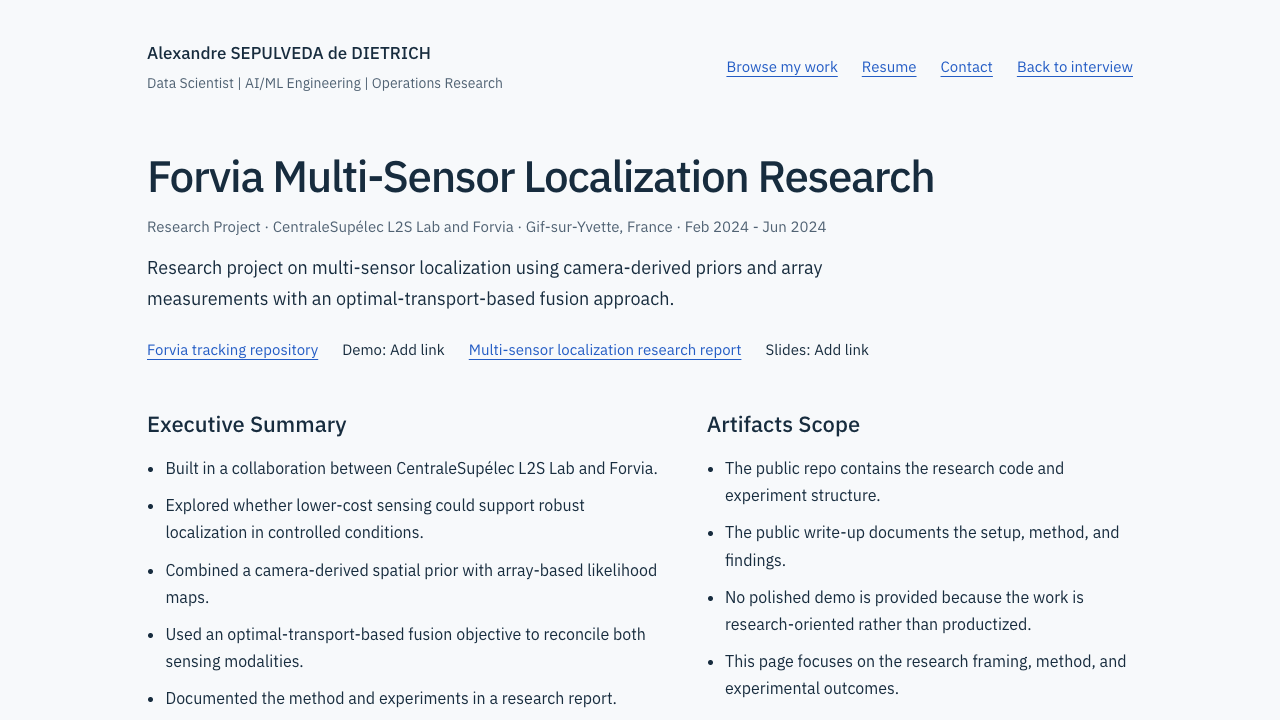 Alexandre SEPULVEDA de DIETRICH
Data Scientist | AI/ML Engineering | Operations Research
Browse my work
Resume
Contact
Back to interview
Forvia Multi-Sensor Localization Research
Research Project · CentraleSupélec L2S Lab and Forvia · Gif-sur-Yvette, France · Feb 2024 - Jun 2024
Research project on multi-sensor localization using camera-derived priors and array
measurements with an optimal-transport-based fusion approach.
Forvia tracking repository
Demo: Add link
Multi-sensor localization research report
Slides: Add link
Executive Summary
• Built in a collaboration between CentraleSupélec L2S Lab and Forvia.
• Explored whether lower-cost sensing could support robust
localization in controlled conditions.
• Combined a camera-derived spatial prior with array-based likelihood
maps.
• Used an optimal-transport-based fusion objective to reconcile both
sensing modalities.
• Documented the method and experiments in a research report.
Artifacts Scope
• The public repo contains the research code and
experiment structure.
• The public write-up documents the setup, method, and
findings.
• No polished demo is provided because the work is
research-oriented rather than productized.
• This page focuses on the research framing, method, and
experimental outcomes.